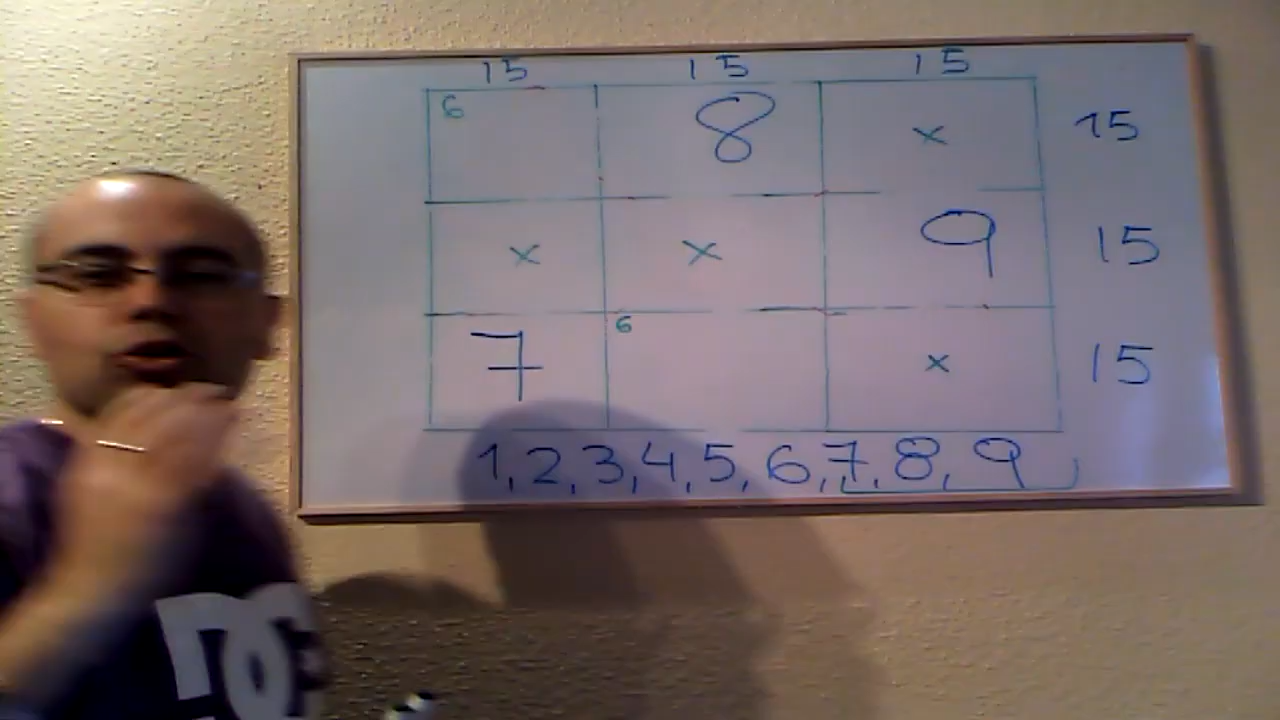 15 15 15
6 8 x 15
x x 9 15
7 6 x 15
1, 2, 3, 4, 5, 6, 7, 8, 9
DC